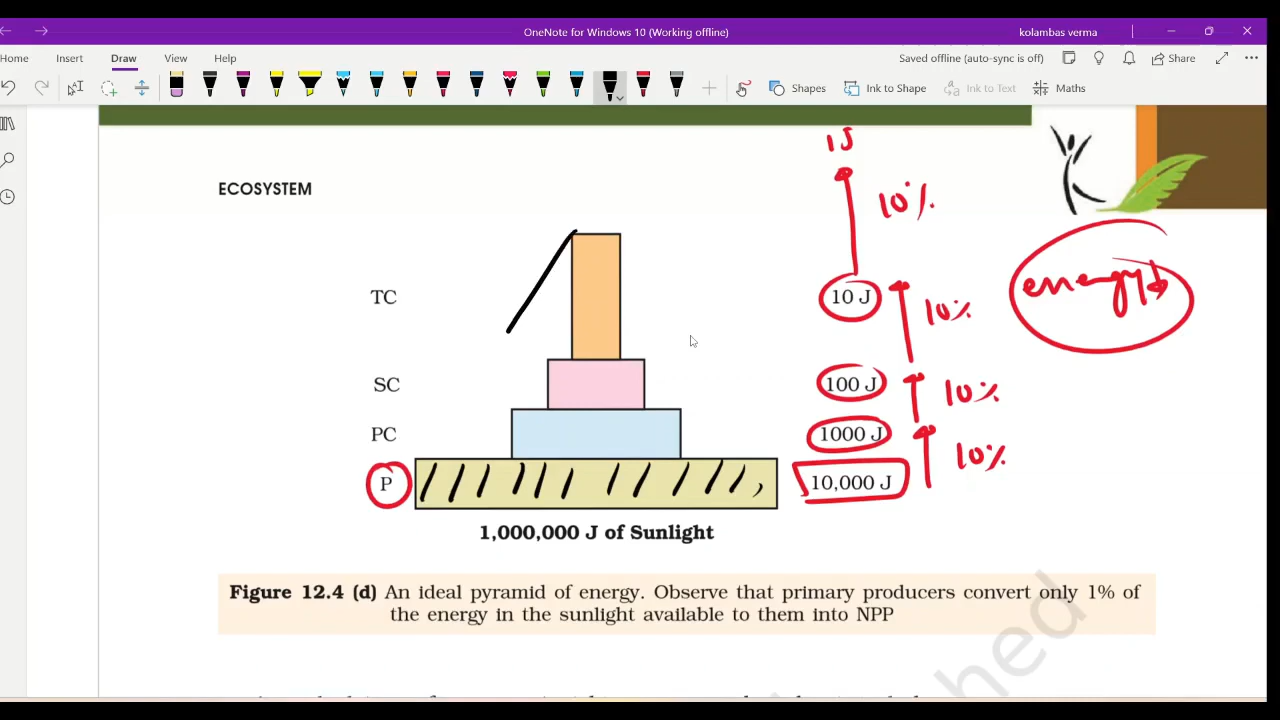 OneNote for Windows 10 (Working offline)
kolambas verma
Home Insert Draw View Help
Saved offline (auto-sync is off)
Share
Shapes
Ink to Shape
Ink to Text
Maths
1J
10%
ECOSYSTEM
energy↓
TC
10 J
10%
SC
100 J
10%
PC
1000 J
10%
P
10,000 J
1,000,000 J of Sunlight
Figure 12.4 (d) An ideal pyramid of energy. Observe that primary producers convert only 1% of
the energy in the sunlight available to them into NPP